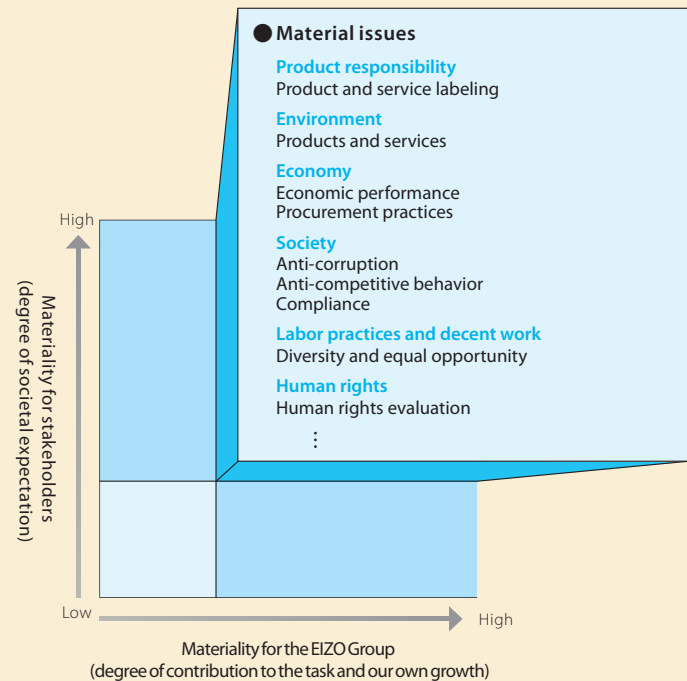 ● Material issues
Product responsibility
Product and service labeling
Environment
Products and services
Economy
Economic performance
Procurement practices
Society
Anti-corruption
Anti-competitive behavior
Compliance
Labor practices and decent work
Diversity and equal opportunity
Human rights
Human rights evaluation
⋮
High
Materiality for stakeholders
(degree of societal expectation)
Low
High
Materiality for the EIZO Group
(degree of contribution to the task and our own growth)